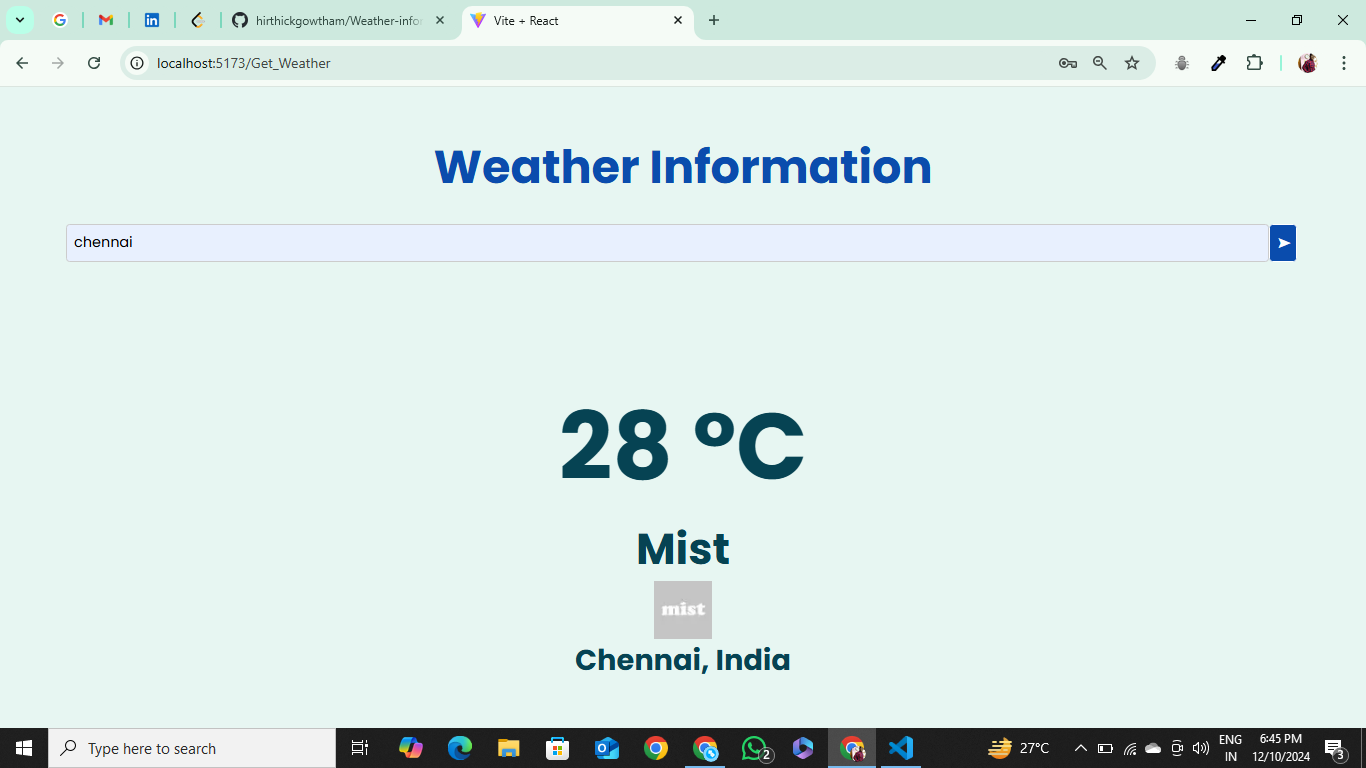 hirthickgowtham/Weather-infor
Vite + React
localhost:5173/Get_Weather
Weather Information
chennai
28 °C
Mist
mist
Chennai, India
Type here to search
2
27°C
ENG
IN
6:45 PM
12/10/2024
3